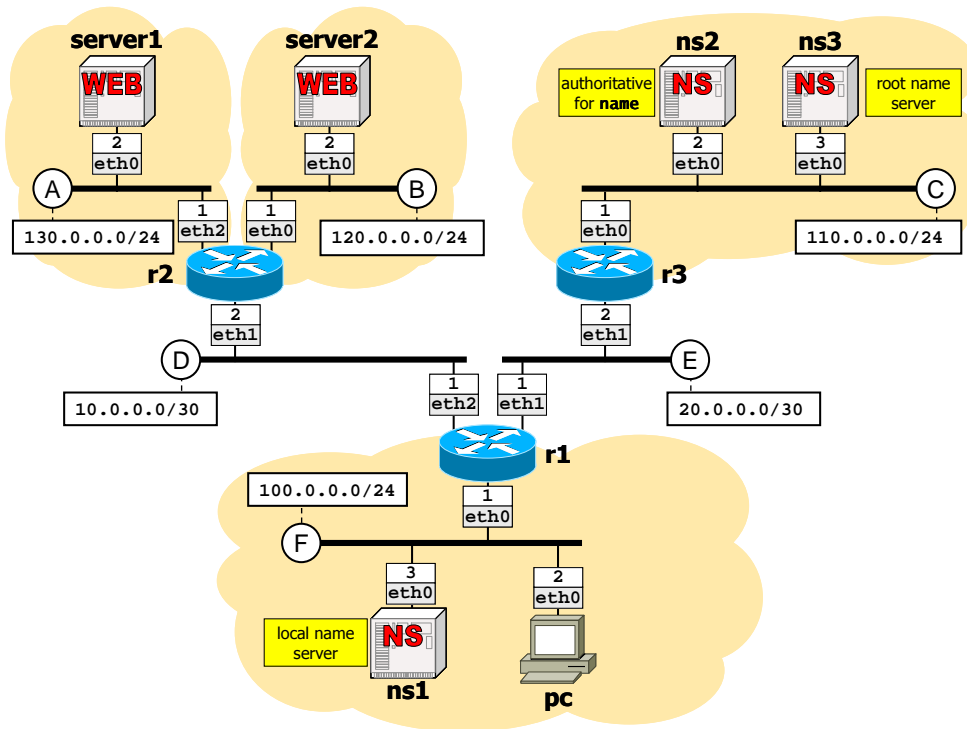 server1
server2
ns2
ns3
WEB
WEB
authoritative
for name
NS
NS
root name
server
2
eth0
2
eth0
2
eth0
3
eth0
A
B
C
130.0.0.0/24
1
eth2
1
eth0
120.0.0.0/24
1
eth0
110.0.0.0/24
r2
r3
2
eth1
2
eth1
D
E
10.0.0.0/30
1
eth2
1
eth1
20.0.0.0/30
r1
100.0.0.0/24
1
eth0
F
3
eth0
2
eth0
local name
server
NS
ns1
pc